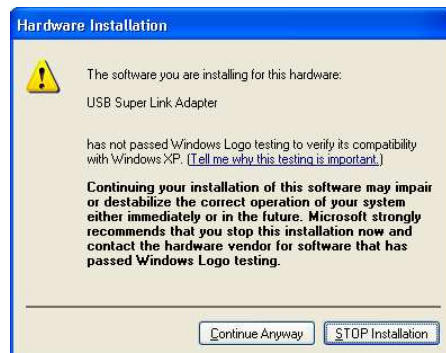 Hardware Installation
The software you are installing for this hardware:
USB Super Link Adapter
has not passed Windows Logo testing to verify its compatibility
with Windows XP. (Tell me why this testing is important.)
Continuing your installation of this software may impair
or destabilize the correct operation of your system
either immediately or in the future. Microsoft strongly
recommends that you stop this installation now and
contact the hardware vendor for software that has
passed Windows Logo testing.
Continue Anyway
STOP Installation